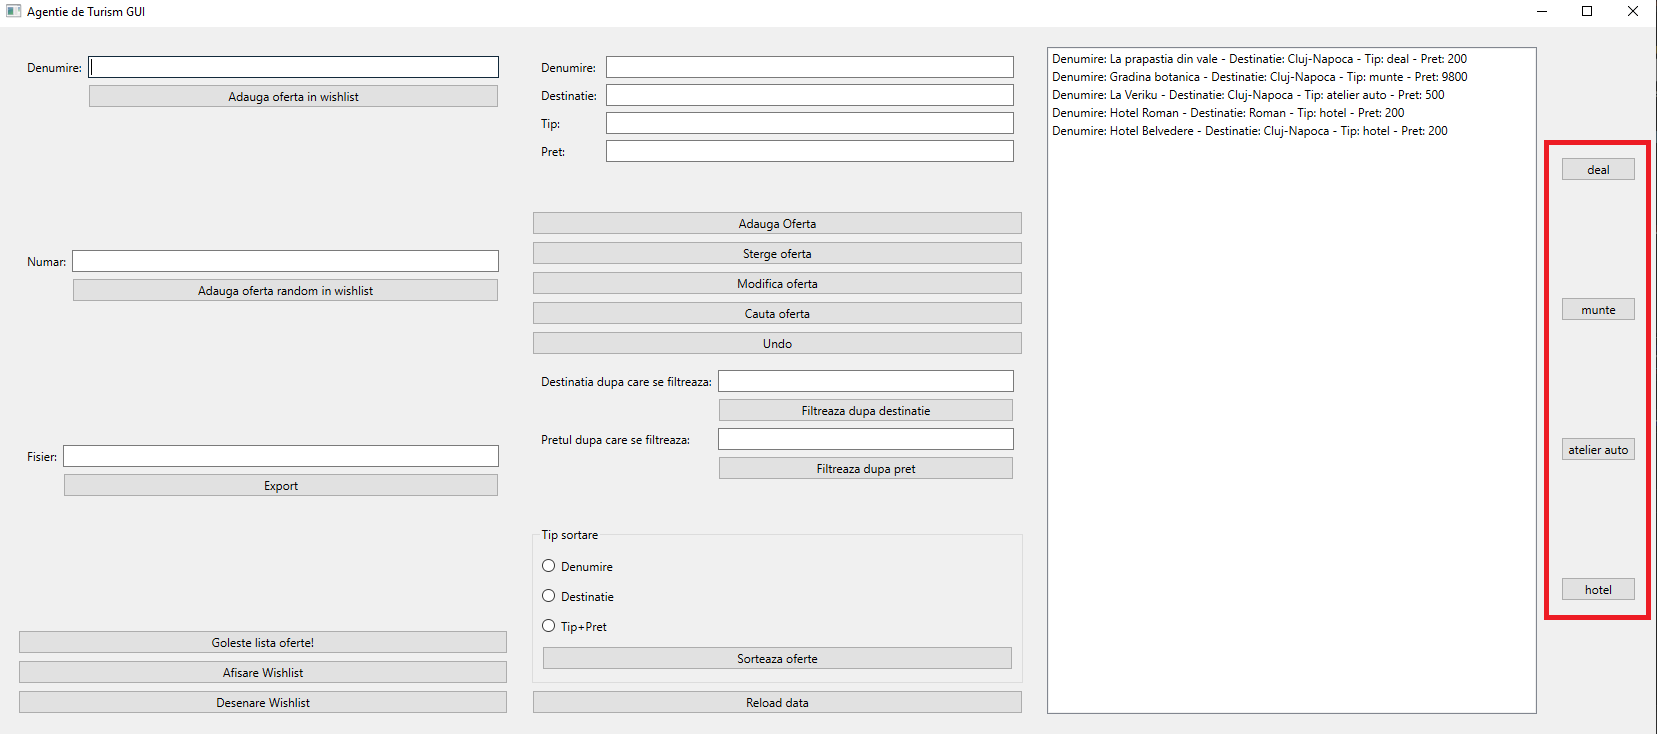 Agentie de Turism GUI
Denumire:
Adauga oferta in wishlist
Numar:
Adauga oferta random in wishlist
Fisier:
Export
Goleste lista oferte!
Afisare Wishlist
Desenare Wishlist
Denumire:
Destinatie:
Tip:
Pret:
Adauga Oferta
Sterge oferta
Modifica oferta
Cauta oferta
Undo
Destinatia dupa care se filtreaza:
Filtreaza dupa destinatie
Pretul dupa care se filtreaza:
Filtreaza dupa pret
Tip sortare
Denumire
Destinatie
Tip+Pret
Sorteaza oferte
Reload data
Denumire: La prapastia din vale - Destinatie: Cluj-Napoca - Tip: deal - Pret: 200
Denumire: Gradina botanica - Destinatie: Cluj-Napoca - Tip: munte - Pret: 9800
Denumire: La Veriku - Destinatie: Cluj-Napoca - Tip: atelier auto - Pret: 500
Denumire: Hotel Roman - Destinatie: Roman - Tip: hotel - Pret: 200
Denumire: Hotel Belvedere - Destinatie: Cluj-Napoca - Tip: hotel - Pret: 200
deal
munte
atelier auto
hotel